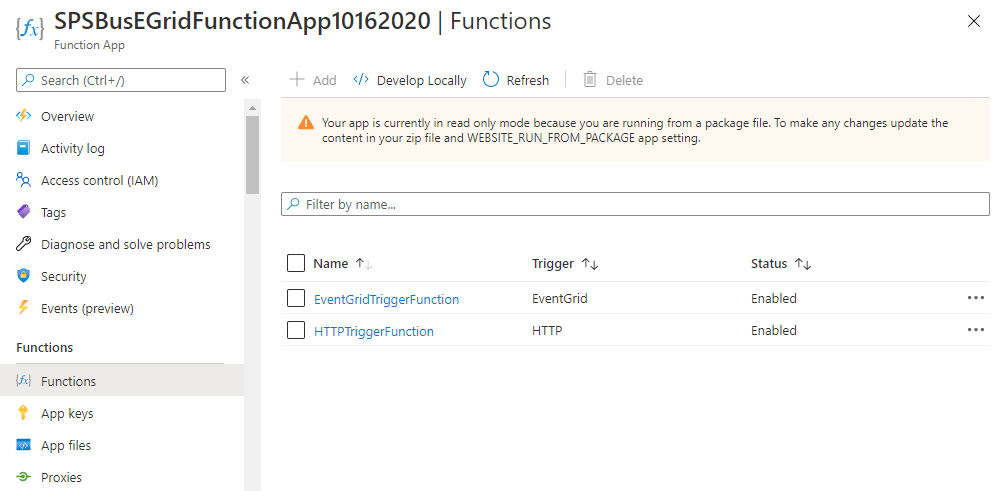 SPSBusEGridFunctionApp10162020 | Functions
Function App
Search (Ctrl+/)
Overview
Activity log
Access control (IAM)
Tags
Diagnose and solve problems
Security
Events (preview)
Functions
Functions
App keys
App files
Proxies
Add Develop Locally Refresh Delete
Your app is currently in read only mode because you are running from a package file. To make any changes update the
content in your zip file and WEBSITE_RUN_FROM_PACKAGE app setting.
Filter by name...
Name Trigger Status
EventGridTriggerFunction EventGrid Enabled
HTTPTriggerFunction HTTP Enabled